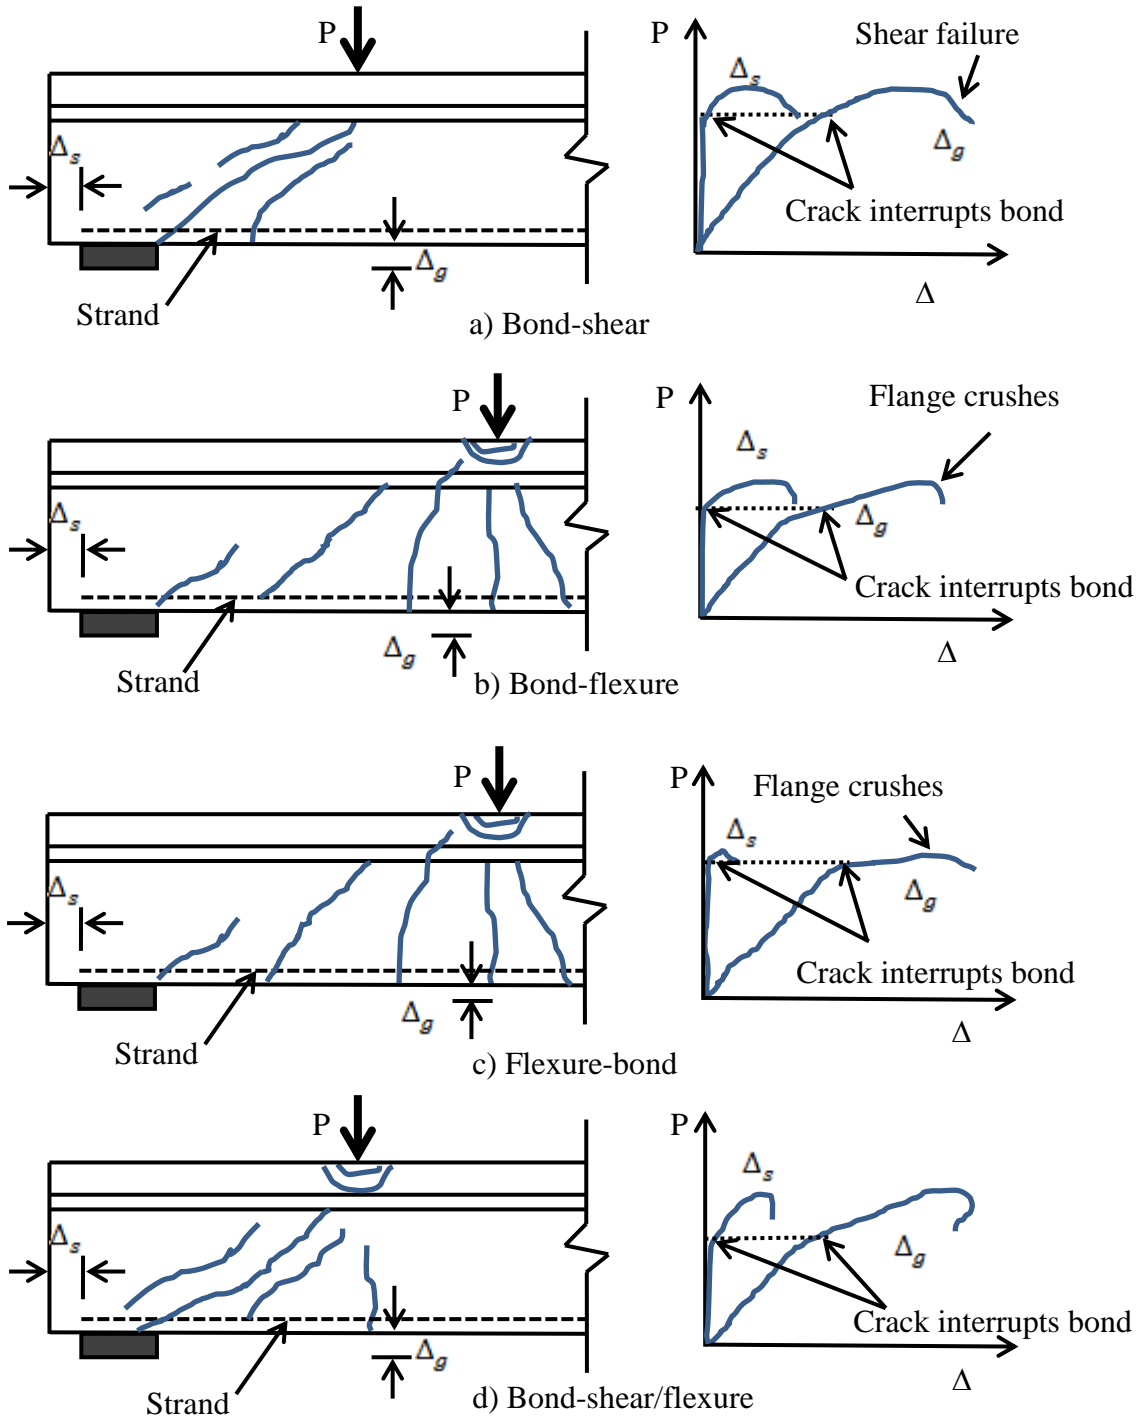 P
Δs
Strand
Δg
a) Bond-shear
P
Shear failure
Δs
Δg
Crack interrupts bond
Δ
P
Δs
Strand
Δg
b) Bond-flexure
P
Flange crushes
Δs
Δg
Crack interrupts bond
Δ
P
Δs
Strand
Δg
c) Flexure-bond
P
Flange crushes
Δs
Δg
Crack interrupts bond
Δ
P
Δs
Strand
Δg
d) Bond-shear/flexure
P
Δs
Δg
Crack interrupts bond
Δ